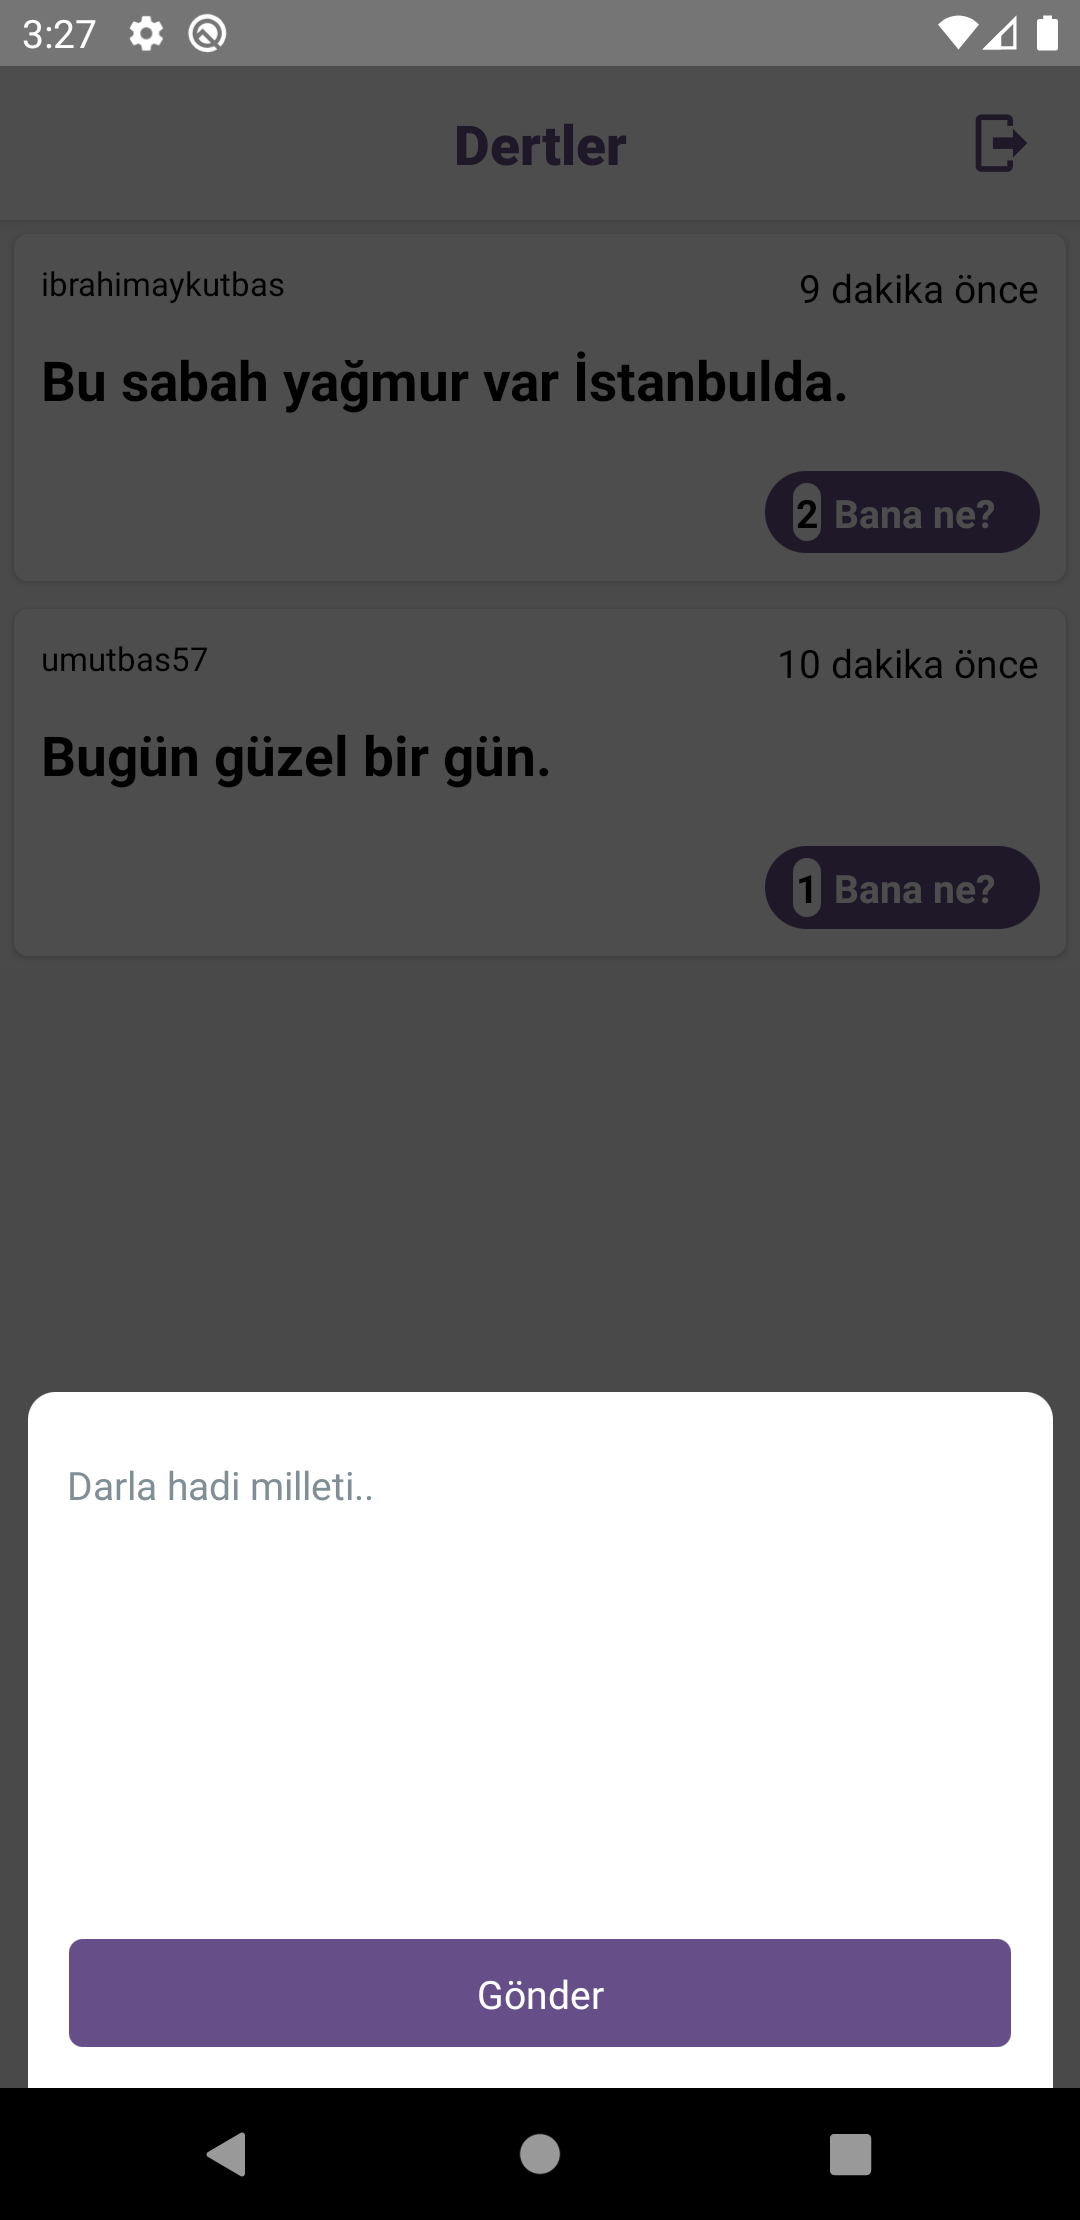 3:27
Dertler
ibrahimaykutbas
9 dakika önce
Bu sabah yağmur var İstanbulda.
2 Bana ne?
umutbas57
10 dakika önce
Bugün güzel bir gün.
1 Bana ne?
Darla hadi milleti..
Gönder